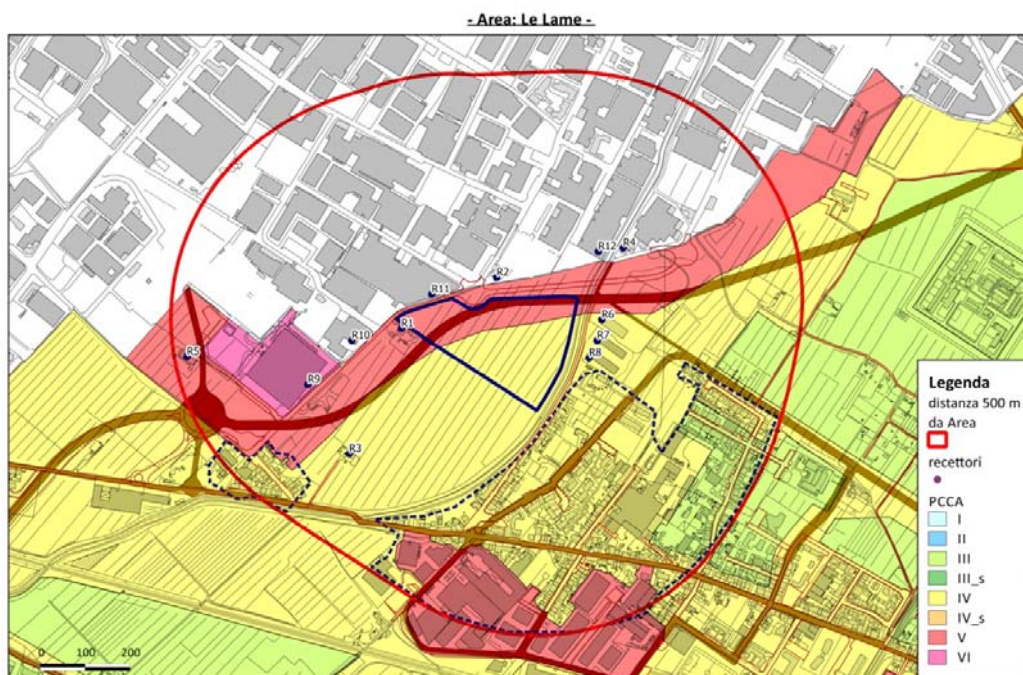 - Area: Le Lame -
R12
R4
R2
R11
R6
R1
R10
R7
R8
R5
R9
R3
Legenda
distanza 500 m
da Area
recettori
PCCA
I
II
III
III_s
IV
IV_s
V
VI
0 100 200